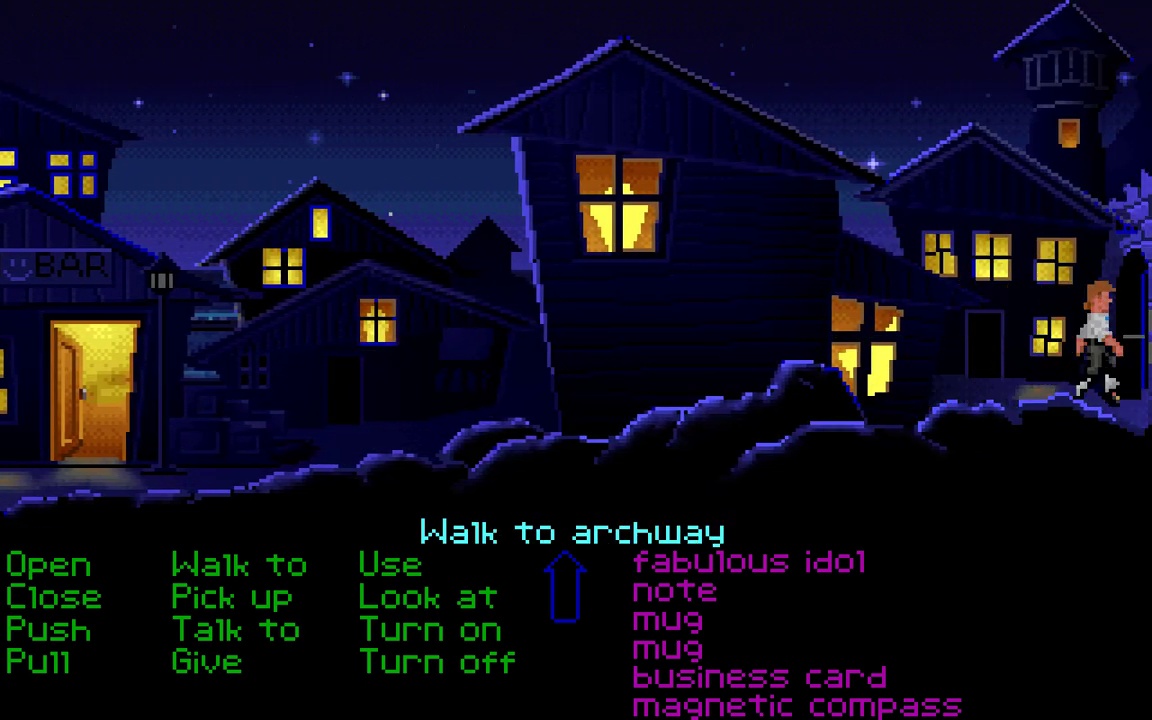 BAR
Walk to archway
Open Walk to Use
Close Pick up Look at
Push Talk to Turn on
Pull Give Turn off
fabulous idol
note
mug
mug
business card
magnetic compass